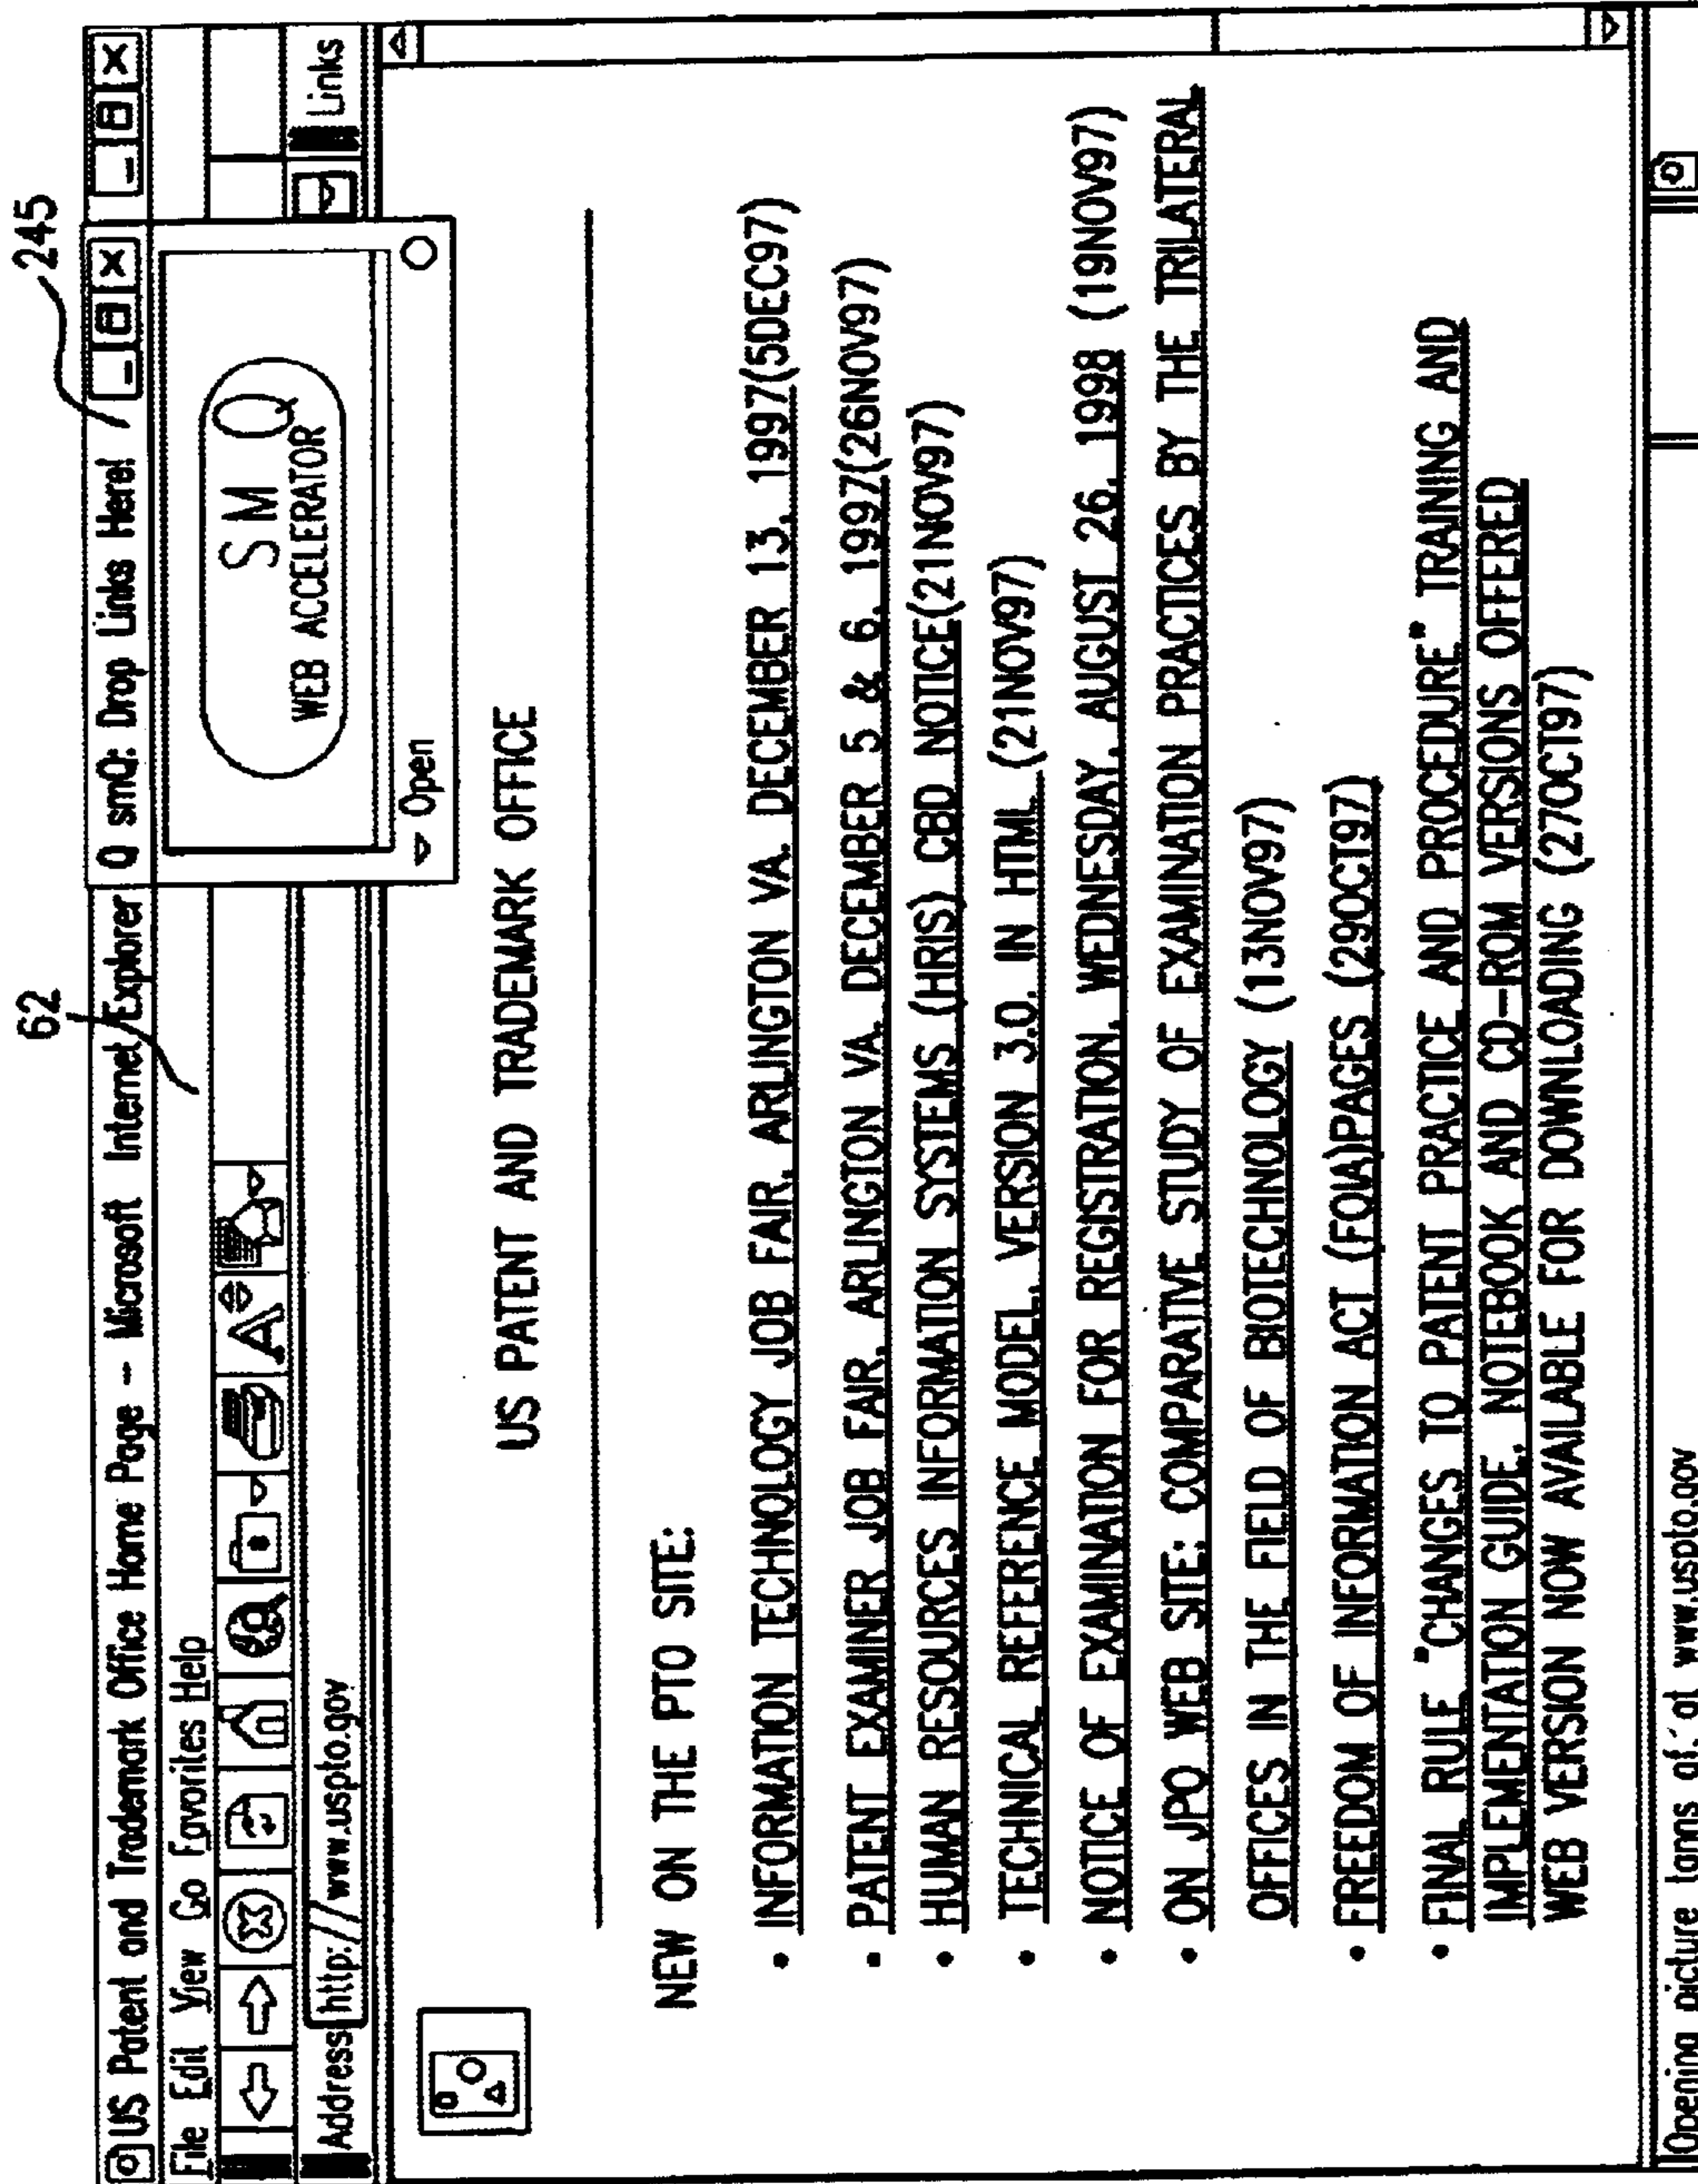 62
245
US Patent and Trademark Office Home Page - Microsoft Internet Explorer
Q smQ: Drop Links Here!
File Edit View Go Favorites Help
S M Q
WEB ACCELERATOR
Address http://www.uspto.gov
Links
Open
US PATENT AND TRADEMARK OFFICE
NEW ON THE PTO SITE:
• INFORMATION TECHNOLOGY JOB FAIR, ARLINGTON VA. DECEMBER 13, 1997(5DEC97)
• PATENT EXAMINER JOB FAIR, ARLINGTON VA. DECEMBER 5 & 6, 1997(26NOV97)
• HUMAN RESOURCES INFORMATION SYSTEMS (HRIS) CBD NOTICE(21NOV97)
• TECHNICAL REFERENCE MODEL, VERSION 3.0. IN HTML (21NOV97)
• NOTICE OF EXAMINATION FOR REGISTRATION, WEDNESDAY, AUGUST 26, 1998 (19NOV97)
• ON JPO WEB SITE: COMPARATIVE STUDY OF EXAMINATION PRACTICES BY THE TRILATERAL
OFFICES IN THE FIELD OF BIOTECHNOLOGY (13NOV97)
• FREEDOM OF INFORMATION ACT (FOIA)PAGES (29OCT97)
• FINAL RULE "CHANGES TO PATENT PRACTICE AND PROCEDURE" TRAINING AND
IMPLEMENTATION GUIDE, NOTEBOOK AND CD-ROM VERSIONS OFFERED
WEB VERSION NOW AVAILABLE FOR DOWNLOADING (27OCT97)
Opening picture at www.uspto.gov